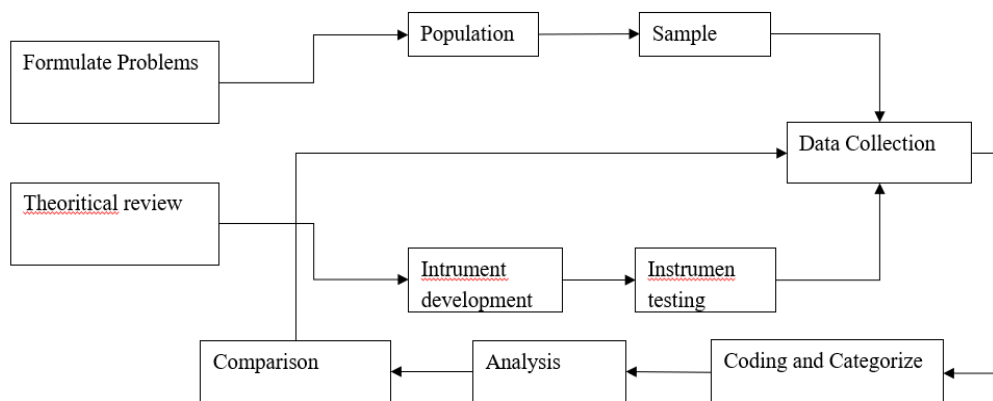 Population
Sample
Formulate Problems
Data Collection
Theoritical review
Intrument
development
Instrumen
testing
Comparison
Analysis
Coding and Categorize